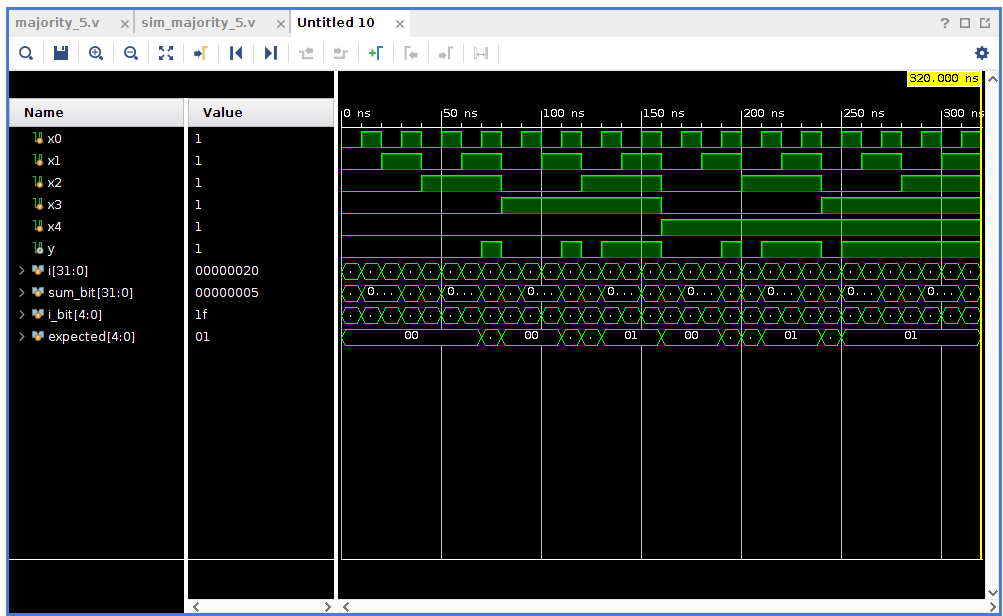 majority_5.v × sim_majority_5.v × Untitled 10 × ?
320.000 ns
Name Value
0 ns 50 ns 100 ns 150 ns 200 ns 250 ns 300 ns
x0 1
x1 1
x2 1
x3 1
x4 1
y 1
i[31:0] 00000020
sum_bit[31:0] 00000005 0... 0... 0... 0... 0... 0... 0... 0...
i_bit[4:0] 1f
expected[4:0] 01 00 00 01 00 01 01